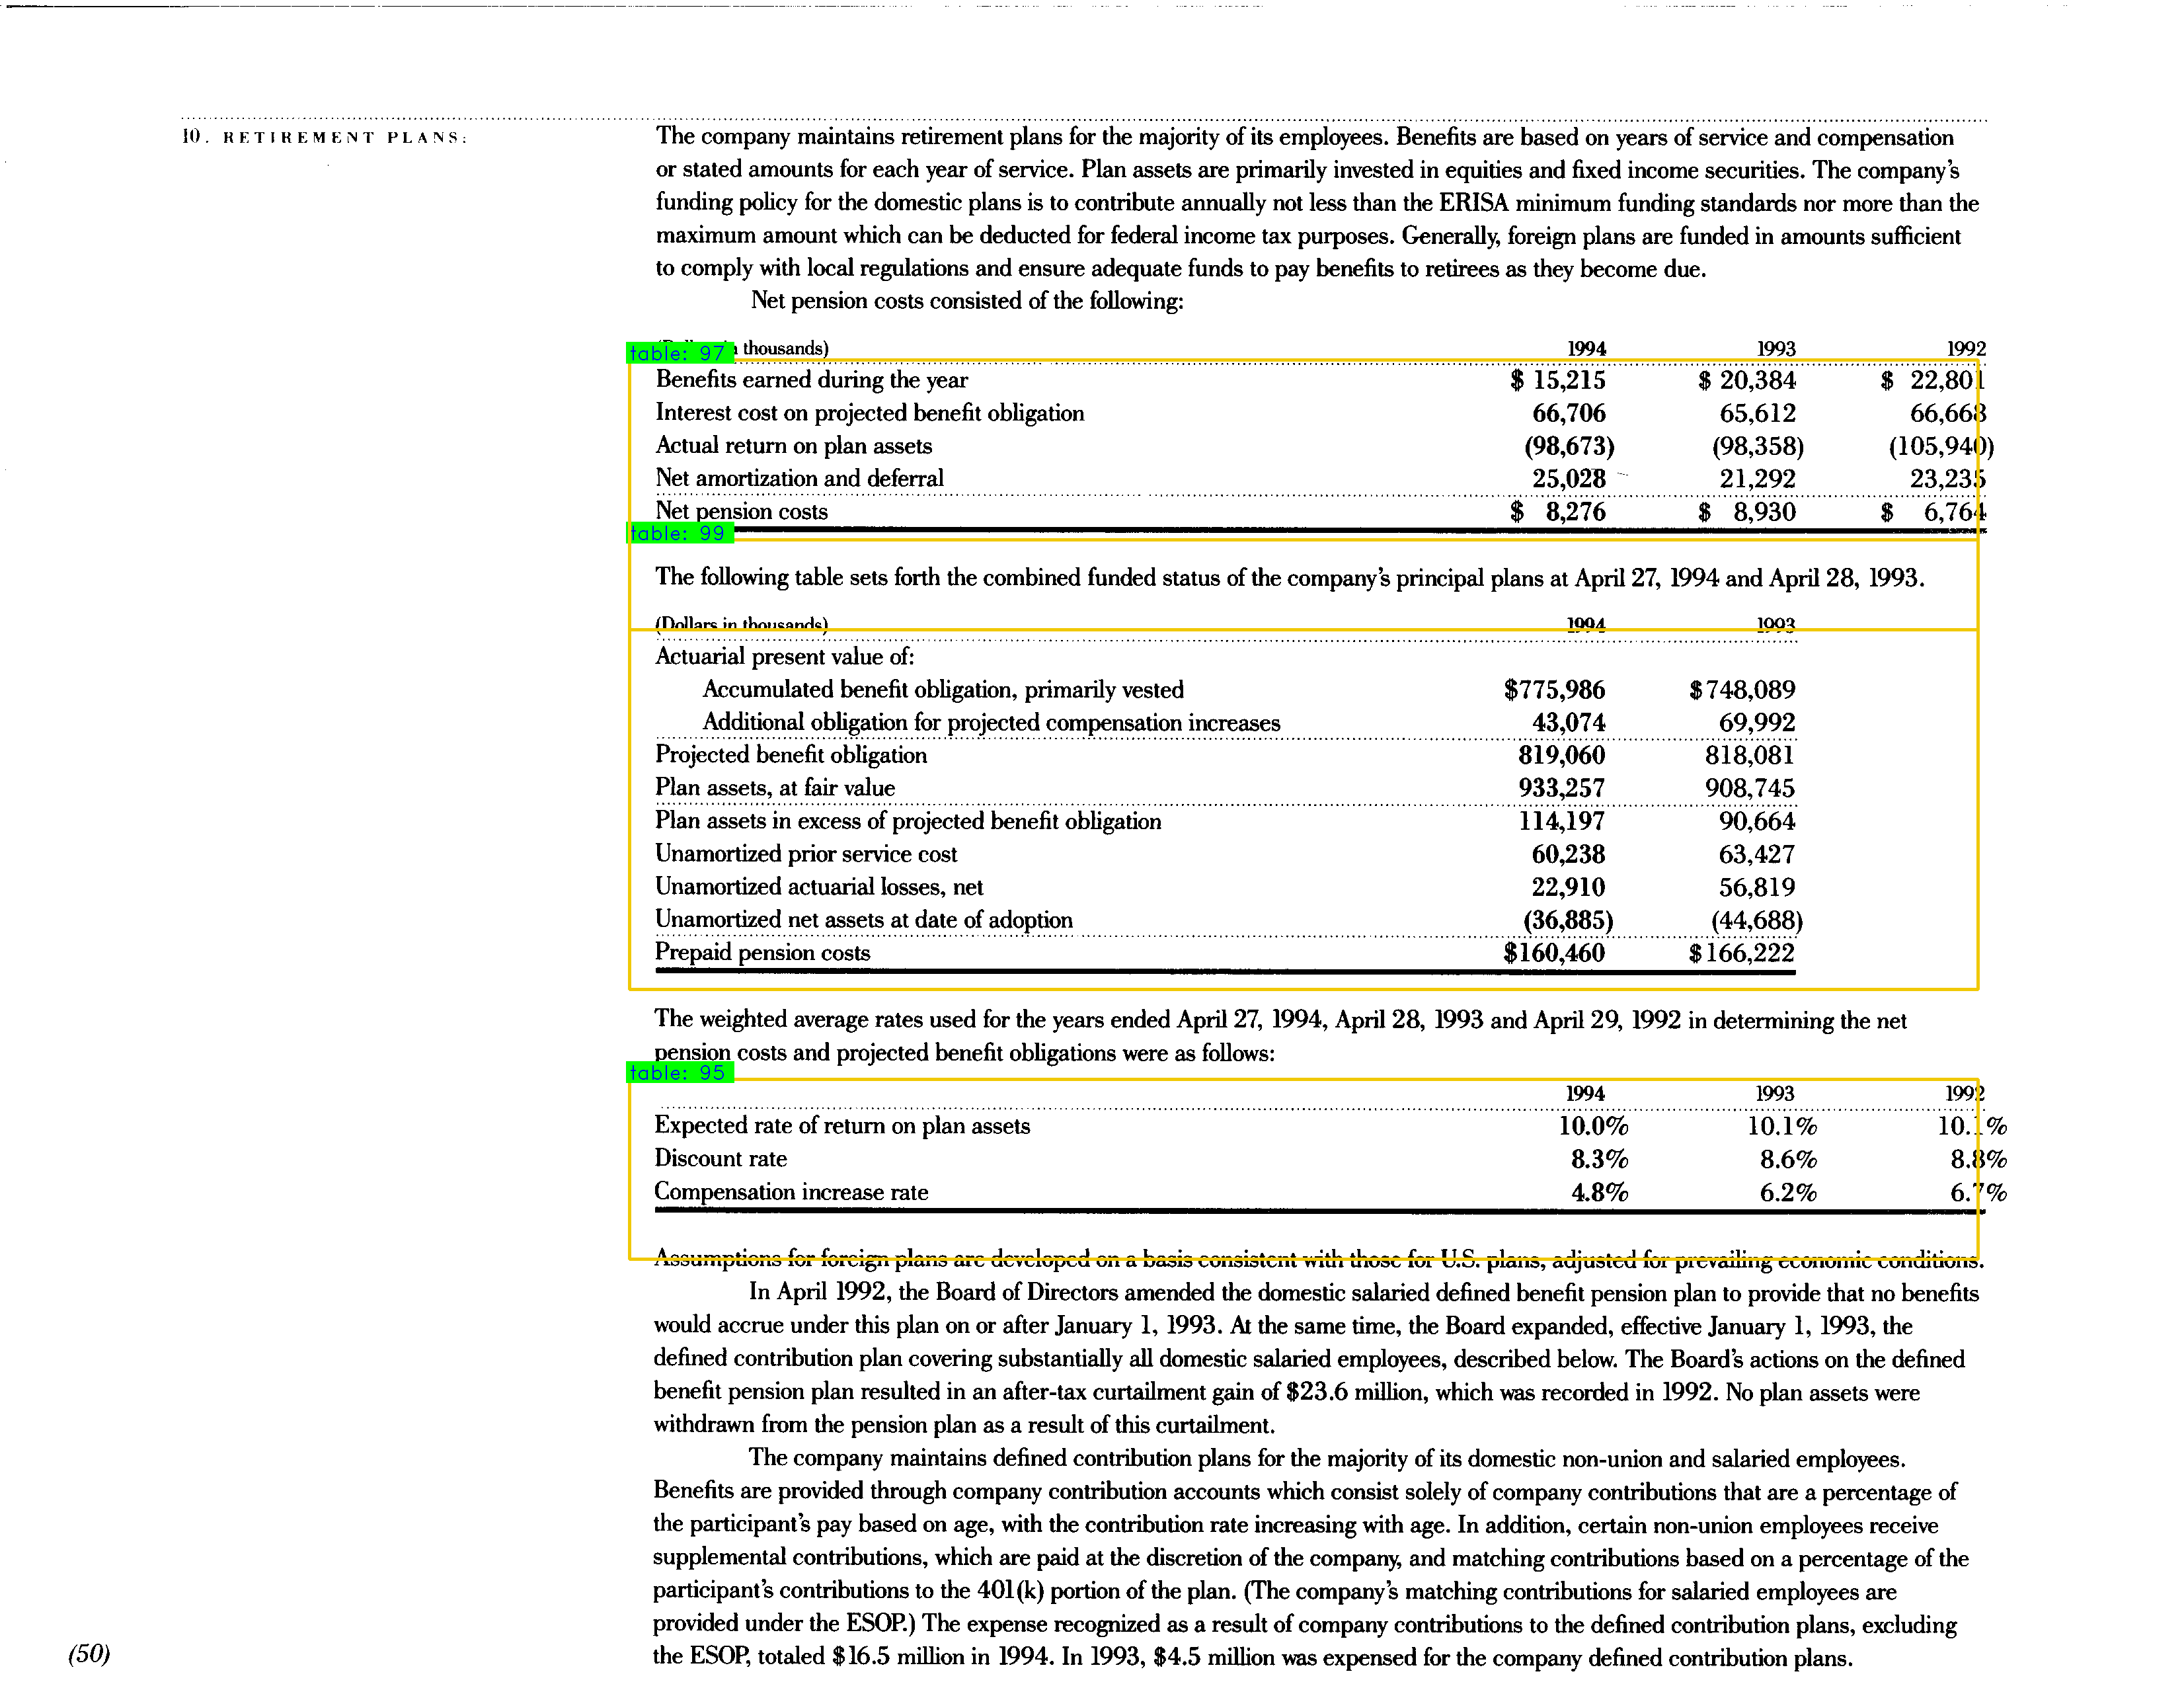 10. RETIREMENT PLANS:
The company maintains retirement plans for the majority of its employees. Benefits are based on years of service and compensation
or stated amounts for each year of service. Plan assets are primarily invested in equities and fixed income securities. The company's
funding policy for the domestic plans is to contribute annually not less than the ERISA minimum funding standards nor more than the
maximum amount which can be deducted for federal income tax purposes. Generally, foreign plans are funded in amounts sufficient
to comply with local regulations and ensure adequate funds to pay benefits to retirees as they become due.
Net pension costs consisted of the following:
table: 97 thousands) 1994 1993 1992
Benefits earned during the year $ 15,215 $ 20,384 $ 22,801
Interest cost on projected benefit obligation 66,706 65,612 66,668
Actual return on plan assets (98,673) (98,358) (105,940)
Net amortization and deferral 25,028 21,292 23,235
Net pension costs $ 8,276 $ 8,930 $ 6,764
table: 99
The following table sets forth the combined funded status of the company's principal plans at April 27, 1994 and April 28, 1993.
(Dollars in thousands) 1994 1993
Actuarial present value of:
Accumulated benefit obligation, primarily vested $775,986 $748,089
Additional obligation for projected compensation increases 43,074 69,992
Projected benefit obligation 819,060 818,081
Plan assets, at fair value 933,257 908,745
Plan assets in excess of projected benefit obligation 114,197 90,664
Unamortized prior service cost 60,238 63,427
Unamortized actuarial losses, net 22,910 56,819
Unamortized net assets at date of adoption (36,885) (44,688)
Prepaid pension costs $160,460 $166,222
The weighted average rates used for the years ended April 27, 1994, April 28, 1993 and April 29, 1992 in determining the net
pension costs and projected benefit obligations were as follows:
table: 95
1994 1993 1992
Expected rate of return on plan assets 10.0% 10.1% 10.1%
Discount rate 8.3% 8.6% 8.8%
Compensation increase rate 4.8% 6.2% 6.7%
Assumptions for foreign plans are developed on a basis consistent with those for U.S. plans, adjusted for prevailing economic conditions.
In April 1992, the Board of Directors amended the domestic salaried defined benefit pension plan to provide that no benefits
would accrue under this plan on or after January 1, 1993. At the same time, the Board expanded, effective January 1, 1993, the
defined contribution plan covering substantially all domestic salaried employees, described below. The Board's actions on the defined
benefit pension plan resulted in an after-tax curtailment gain of $23.6 million, which was recorded in 1992. No plan assets were
withdrawn from the pension plan as a result of this curtailment.
The company maintains defined contribution plans for the majority of its domestic non-union and salaried employees.
Benefits are provided through company contribution accounts which consist solely of company contributions that are a percentage of
the participant's pay based on age, with the contribution rate increasing with age. In addition, certain non-union employees receive
supplemental contributions, which are paid at the discretion of the company, and matching contributions based on a percentage of the
participant's contributions to the 401(k) portion of the plan. (The company's matching contributions for salaried employees are
provided under the ESOP.) The expense recognized as a result of company contributions to the defined contribution plans, excluding
the ESOP, totaled $16.5 million in 1994. In 1993, $4.5 million was expensed for the company defined contribution plans.
(50)